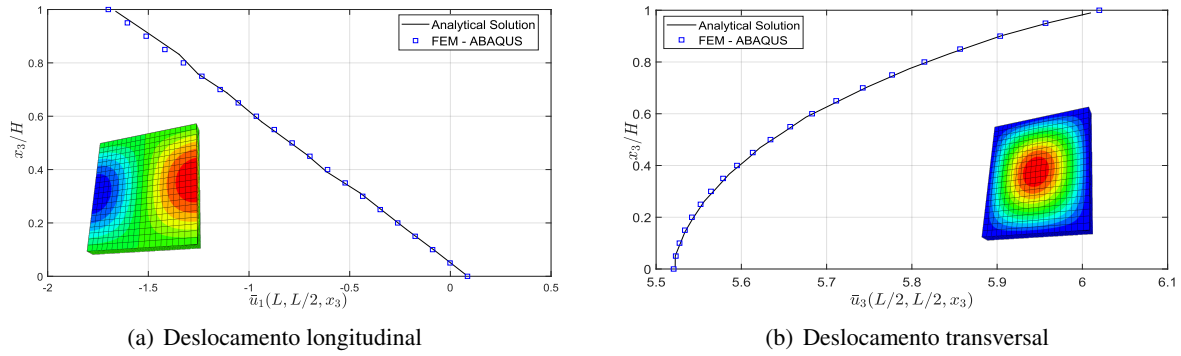 Analytical Solution
FEM - ABAQUS
x₃/H
1
0.8
0.6
0.4
0.2
0
-2 -1.5 -1 -0.5 0 0.5
ū₁(L, L/2, x₃)
(a) Deslocamento longitudinal
Analytical Solution
FEM - ABAQUS
x₃/H
1
0.8
0.6
0.4
0.2
0
5.5 5.6 5.7 5.8 5.9 6 6.1
ū₃(L/2, L/2, x₃)
(b) Deslocamento transversal